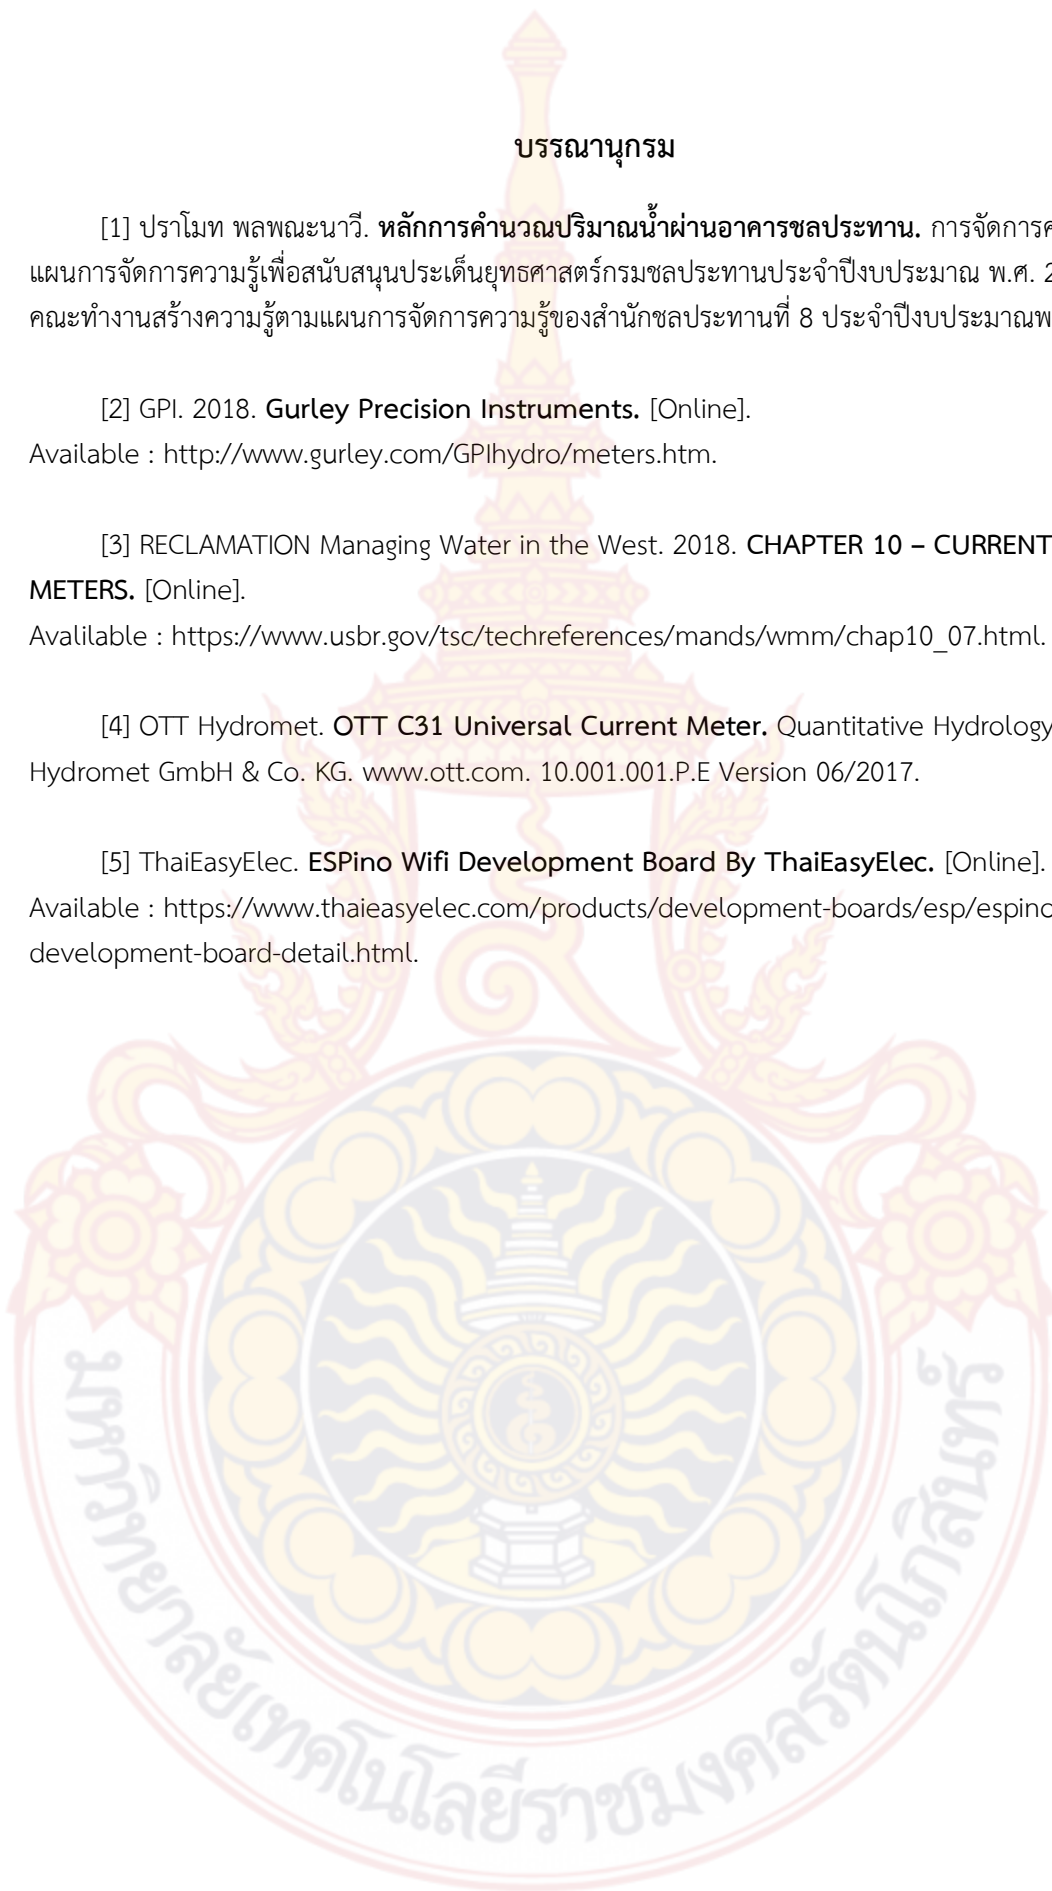 บรรณานุกรม
[1] ปราโมท พลพณะนาวี. หลักการคำนวณปริมาณน้ำผ่านอาคารชลประทาน. การจัดการ
แผนการจัดการความรู้เพื่อสนับสนุนประเด็นยุทธศาสตร์กรมชลประทานประจำปีงบประมาณ พ.ศ. 2
คณะทำงานสร้างความรู้ตามแผนการจัดการความรู้ของสำนักชลประทานที่ 8 ประจำปีงบประมาณพ
[2] GPI. 2018. Gurley Precision Instruments. [Online].
Available : http://www.gurley.com/GPIhydro/meters.htm.
[3] RECLAMATION Managing Water in the West. 2018. CHAPTER 10 – CURRENT
METERS. [Online].
Avalilable : https://www.usbr.gov/tsc/techreferences/mands/wmm/chap10_07.html.
[4] OTT Hydromet. OTT C31 Universal Current Meter. Quantitative Hydrology
Hydromet GmbH & Co. KG. www.ott.com. 10.001.001.P.E Version 06/2017.
[5] ThaiEasyElec. ESPino Wifi Development Board By ThaiEasyElec. [Online].
Available : https://www.thaieasyelec.com/products/development-boards/esp/espino
development-board-detail.html.
มหาวิทยาลัยเทคโนโลยีราชมงคลรัตนโกสินทร์